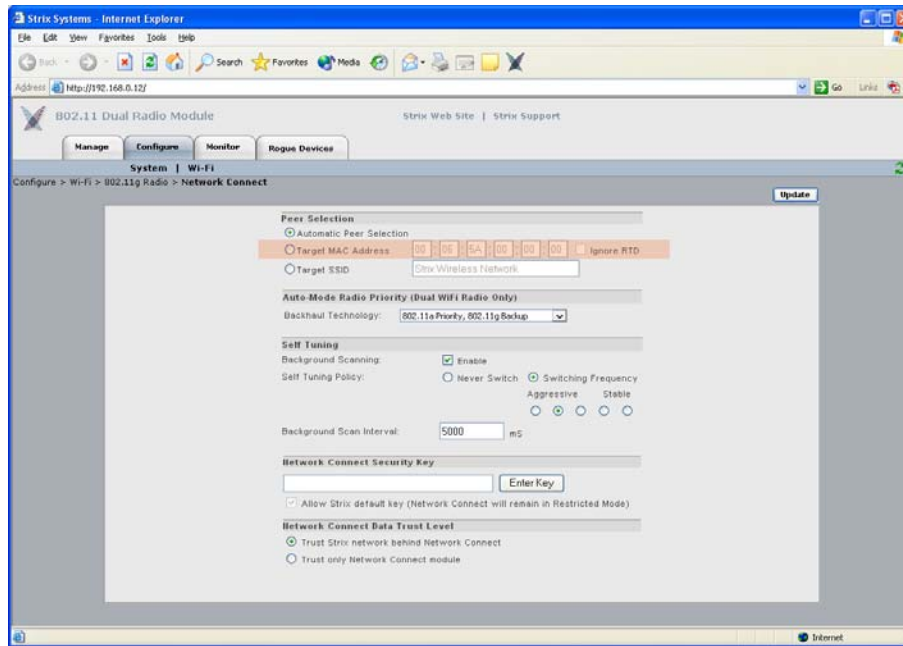 Strix Systems - Internet Explorer
File Edit View Favorites Tools Help
Back Search Favorites Media
Address http://192.168.0.12/ Go Links
802.11 Dual Radio Module Strix Web Site | Strix Support
Manage Configure Monitor Rogue Devices
System | Wi-Fi
Configure > Wi-Fi > 802.11g Radio > Network Connect
Update
Peer Selection
Automatic Peer Selection
Target MAC Address 00 : 06 : 5A : 00 : 00 : 00 Ignore RTD
Target SSID Strix Wireless Network
Auto-Mode Radio Priority (Dual WiFi Radio Only)
Backhaul Technology: 802.11a Priority, 802.11g Backup
Self Tuning
Background Scanning: Enable
Self Tuning Policy: Never Switch Switching Frequency
Aggressive Stable
Background Scan Interval: 5000 mS
Network Connect Security Key
Enter Key
Allow Strix default key (Network Connect will remain in Restricted Mode)
Network Connect Data Trust Level
Trust Strix network behind Network Connect
Trust only Network Connect module
Internet